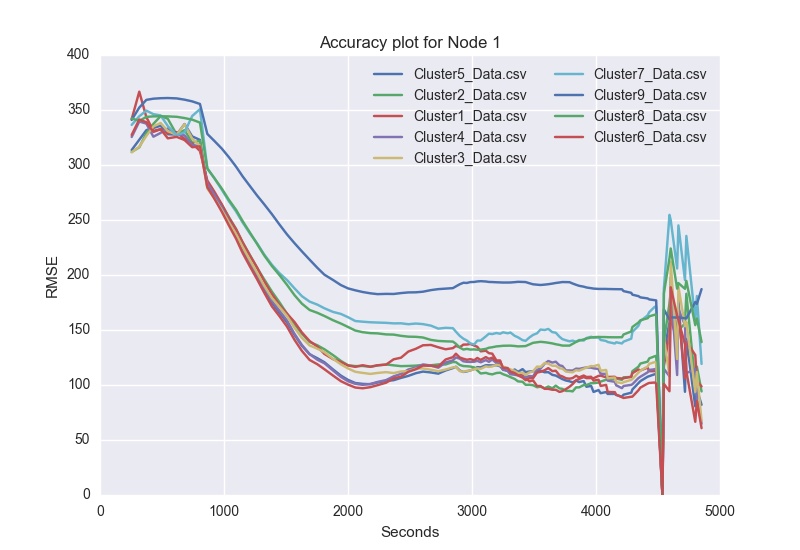 Accuracy plot for Node 1
400
350
300
250
200
150
100
50
0
RMSE
Cluster5_Data.csv
Cluster2_Data.csv
Cluster1_Data.csv
Cluster4_Data.csv
Cluster3_Data.csv
Cluster7_Data.csv
Cluster9_Data.csv
Cluster8_Data.csv
Cluster6_Data.csv
0
1000
2000
3000
4000
5000
Seconds